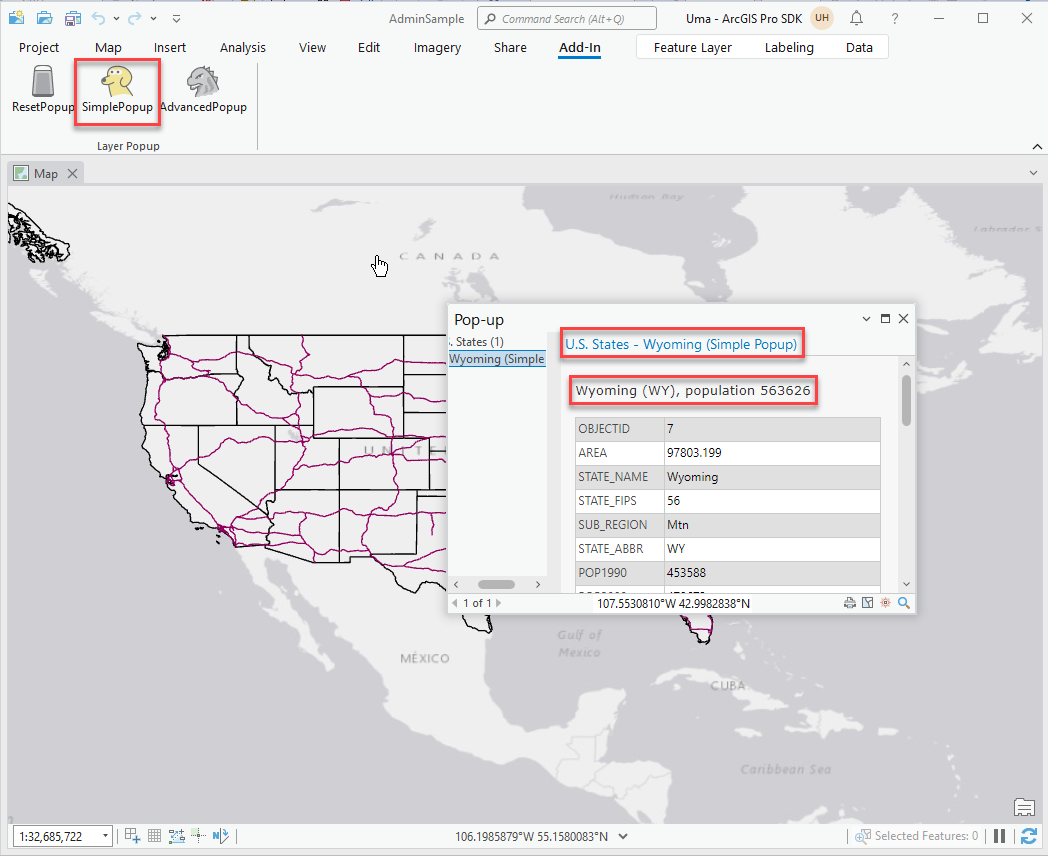 AdminSample
Command Search (Alt+Q)
Uma - ArcGIS Pro SDK
UH
?
Project Map Insert Analysis View Edit Imagery Share Add-In Feature Layer Labeling Data
ResetPopup SimplePopup AdvancedPopup
Layer Popup
Map
Hudson Bay
CANADA
Pop-up
. States (1)
Wyoming (Simple
U.S. States - Wyoming (Simple Popup)
Wyoming (WY), population 563626
OBJECTID 7
AREA 97803.199
STATE_NAME Wyoming
STATE_FIPS 56
SUB_REGION Mtn
STATE_ABBR WY
POP1990 453588
1 of 1
107.5530810°W 42.9982838°N
UNITE
Gulf of
Mexico
MÉXICO
CUBA
Caribbean Sea
1:32,685,722
106.1985879°W 55.1580083°N
Selected Features: 0